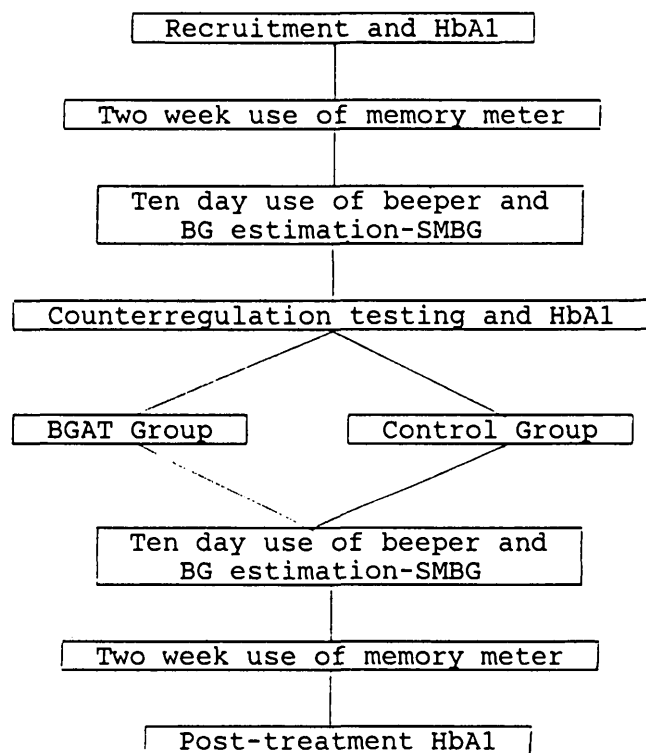 Recruitment and HbA1
Two week use of memory meter
Ten day use of beeper and
BG estimation-SMBG
Counterregulation testing and HbA1
BGAT Group
Control Group
Ten day use of beeper and
BG estimation-SMBG
Two week use of memory meter
Post-treatment HbA1